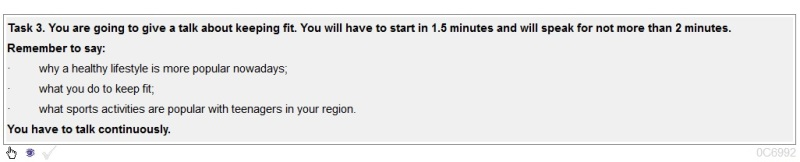 Task 3. You are going to give a talk about keeping fit. You will have to start in 1.5 minutes and will speak for not more than 2 minutes.
Remember to say:
· why a healthy lifestyle is more popular nowadays;
· what you do to keep fit;
· what sports activities are popular with teenagers in your region.
You have to talk continuously.
0C6992